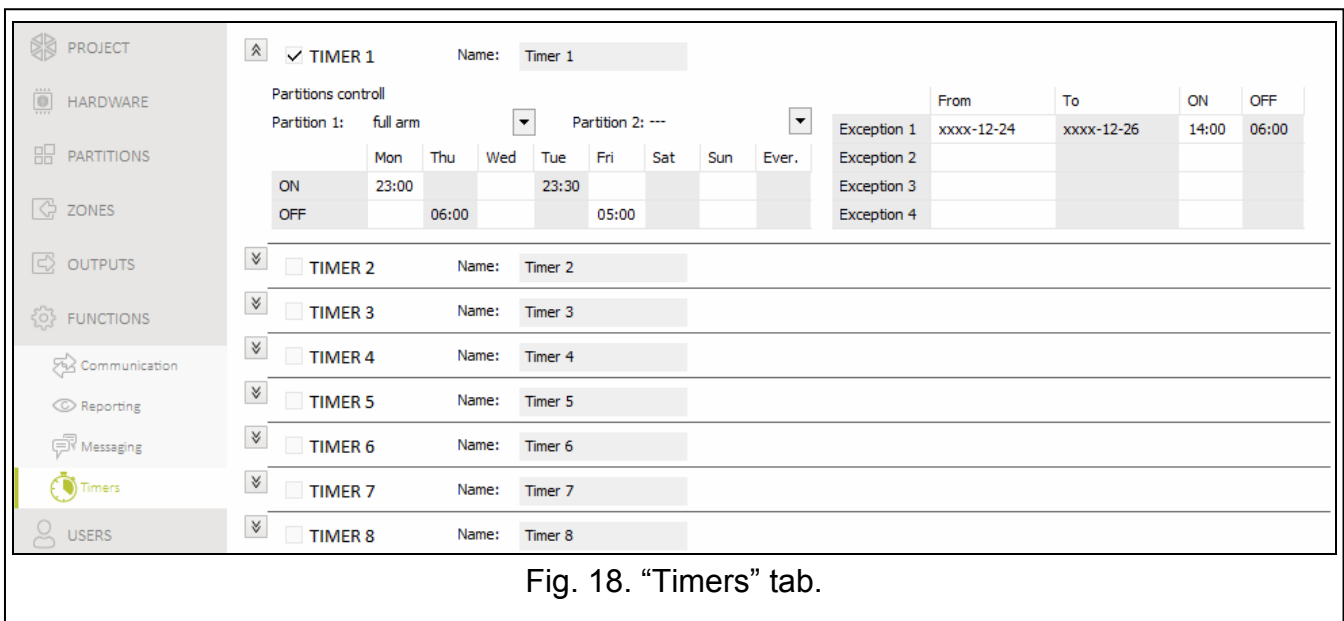 PROJECT
HARDWARE
PARTITIONS
ZONES
OUTPUTS
FUNCTIONS
Communication
Reporting
Messaging
Timers
USERS
TIMER 1 Name: Timer 1
Partitions controll
Partition 1: full arm Partition 2: ---
Mon Thu Wed Tue Fri Sat Sun Ever.
ON 23:00 23:30
OFF 06:00 05:00
From To ON OFF
Exception 1 xxxx-12-24 xxxx-12-26 14:00 06:00
Exception 2
Exception 3
Exception 4
TIMER 2 Name: Timer 2
TIMER 3 Name: Timer 3
TIMER 4 Name: Timer 4
TIMER 5 Name: Timer 5
TIMER 6 Name: Timer 6
TIMER 7 Name: Timer 7
TIMER 8 Name: Timer 8
Fig. 18. “Timers” tab.